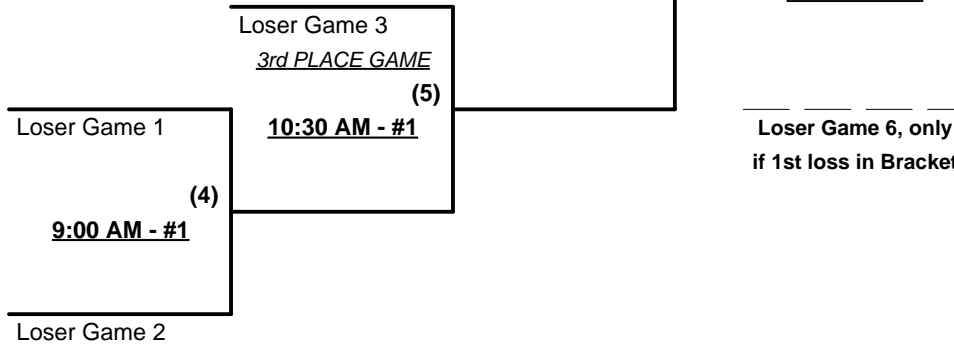 Loser Game 3
3rd PLACE GAME
(5)
10:30 AM - #1
Loser Game 1
(4)
9:00 AM - #1
Loser Game 2
Loser Game 6, only
if 1st loss in Bracket